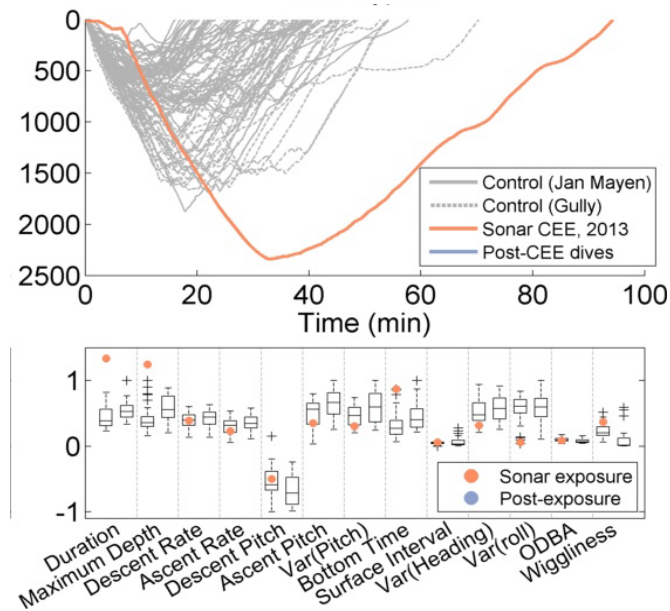 0
500
1000
1500
2000
2500
0 20 40 60 80 100
Time (min)
Control (Jan Mayen)
Control (Gully)
Sonar CEE, 2013
Post-CEE dives
1
0
-1
Sonar exposure
Post-exposure
Duration
Maximum Depth
Descent Rate
Ascent Rate
Descent Pitch
Ascent Pitch
Var(Pitch)
Bottom Time
Surface Interval
Var(Heading)
Var(roll)
ODBA
Wiggliness